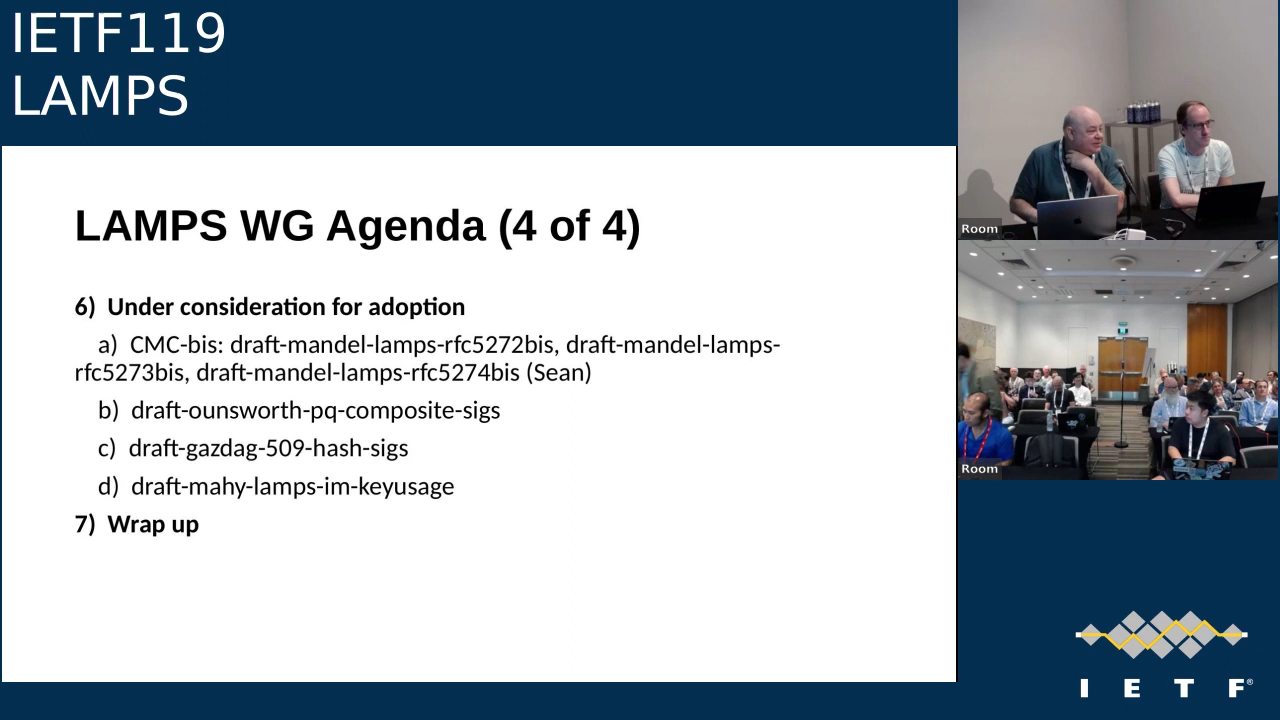 IETF119
LAMPS
LAMPS WG Agenda (4 of 4)
6) Under consideration for adoption
a) CMC-bis: draft-mandel-lamps-rfc5272bis, draft-mandel-lamps-
rfc5273bis, draft-mandel-lamps-rfc5274bis (Sean)
b) draft-ounsworth-pq-composite-sigs
c) draft-gazdag-509-hash-sigs
d) draft-mahy-lamps-im-keyusage
7) Wrap up
Room
Room
I E T F®